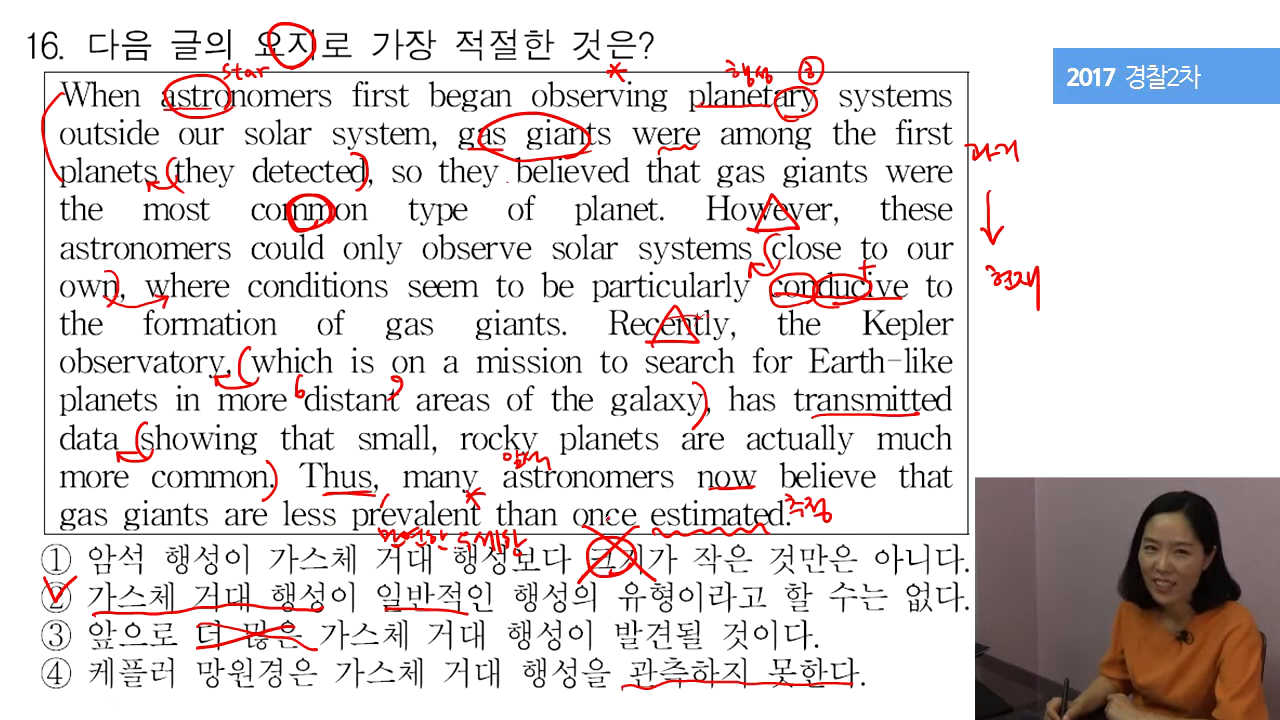 16. 다음 글의 요지로 가장 적절한 것은?
2017 경찰2차
star
행성
When astronomers first began observing planetary systems
outside our solar system, gas giants were among the first
planets they detected, so they believed that gas giants were
과거
the most common type of planet. However, these
astronomers could only observe solar systems close to our
own, where conditions seem to be particularly conducive to
현재
the formation of gas giants. Recently, the Kepler
observatory, which is on a mission to search for Earth-like
planets in more distant areas of the galaxy, has transmitted
data showing that small, rocky planets are actually much
more common. Thus, many astronomers now believe that
gas giants are less prevalent than once estimated.
추정
① 암석 행성이 가스체 거대 행성보다 크기가 작은 것만은 아니다.
② 가스체 거대 행성이 일반적인 행성의 유형이라고 할 수는 없다.
③ 앞으로 더 많은 가스체 거대 행성이 발견될 것이다.
④ 케플러 망원경은 가스체 거대 행성을 관측하지 못한다.